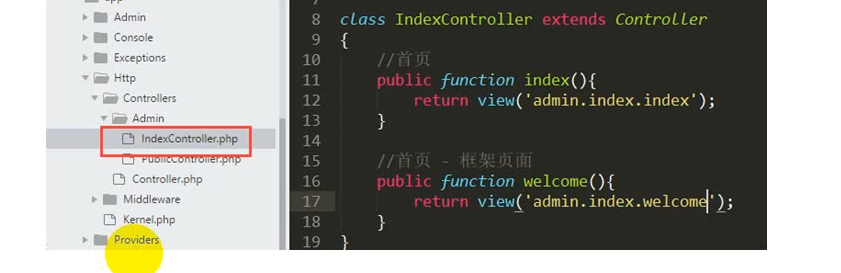 Admin
Console
Exceptions
Http
Controllers
Admin
IndexController.php
PublicController.php
Controller.php
Middleware
Kernel.php
Providers
8 class IndexController extends Controller
9 {
10 //首页
11 public function index(){
12 return view('admin.index.index');
13 }
14
15 //首页 - 框架页面
16 public function welcome(){
17 return view('admin.index.welcome');
18 }
19 }